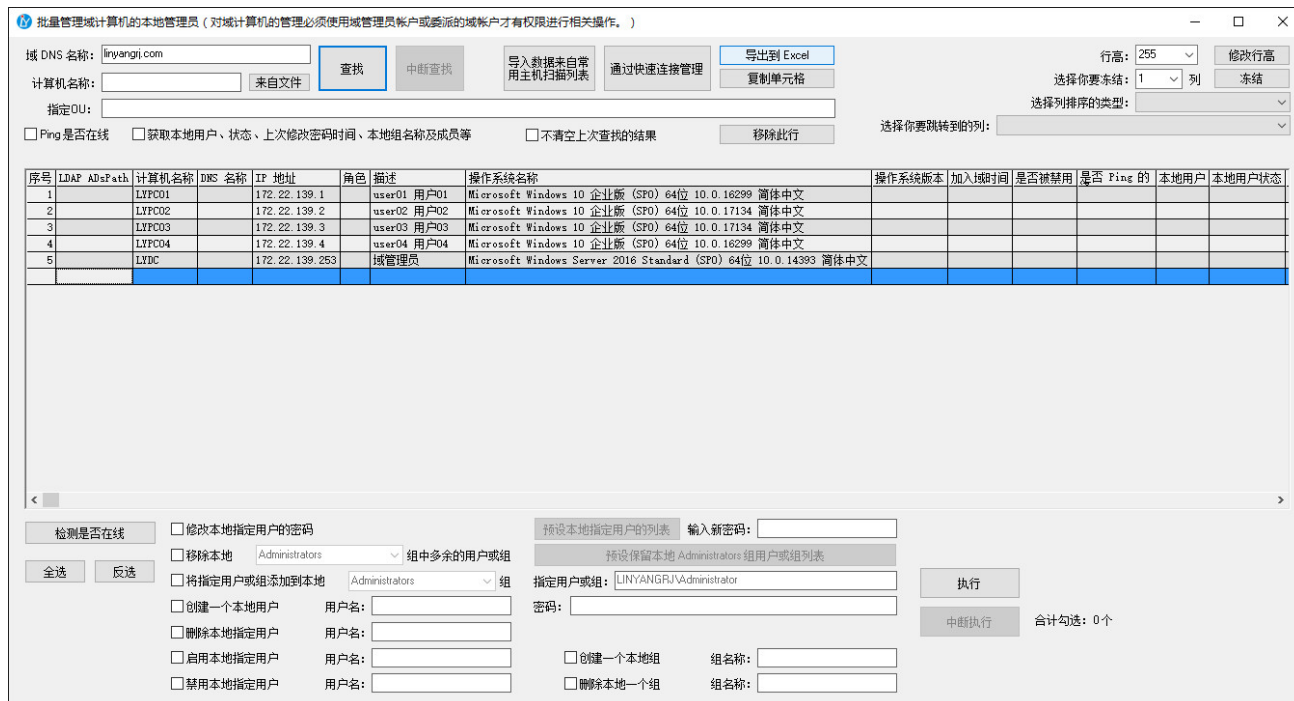 批量管理域计算机的本地管理员（对域计算机的管理必须使用域管理员帐户或委派的域帐户才有权限进行相关操作。）
域 DNS 名称: linyangrj.com
查找
中断查找
导入数据来自常
用主机扫描列表
通过快速连接管理
导出到 Excel
行高: 255
修改行高
计算机名称:
来自文件
复制单元格
选择你要冻结: 1 列
冻结
指定OU:
选择列排序的类型:
Ping 是否在线
获取本地用户、状态、上次修改密码时间、本地组名称及成员等
不清空上次查找的结果
移除此行
选择你要跳转到的列:
序号 LDAP ADsPath 计算机名称 DNS 名称 IP 地址 角色 描述 操作系统名称 操作系统版本 加入域时间 是否被禁用 是否 Ping 的 本地用户 本地用户状态
1 LYPC01 172.22.139.1 user01 用户01 Microsoft Windows 10 企业版 (SP0) 64位 10.0.16299 简体中文
2 LYPC02 172.22.139.2 user02 用户02 Microsoft Windows 10 企业版 (SP0) 64位 10.0.17134 简体中文
3 LYPC03 172.22.139.3 user03 用户03 Microsoft Windows 10 企业版 (SP0) 64位 10.0.17134 简体中文
4 LYPC04 172.22.139.4 user04 用户04 Microsoft Windows 10 企业版 (SP0) 64位 10.0.16299 简体中文
5 LYDC 172.22.139.253 域管理员 Microsoft Windows Server 2016 Standard (SP0) 64位 10.0.14393 简体中文
检测是否在线
修改本地指定用户的密码
预设本地指定用户的列表
输入新密码:
移除本地 Administrators 组中多余的用户或组
预设保留本地 Administrators 组用户或组列表
全选
反选
将指定用户或组添加到本地 Administrators 组
指定用户或组: LINYANGRJ\Administrator
执行
创建一个本地用户 用户名:
密码:
中断执行
合计勾选: 0个
删除本地指定用户 用户名:
启用本地指定用户 用户名:
创建一个本地组 组名称:
禁用本地指定用户 用户名:
删除本地一个组 组名称: